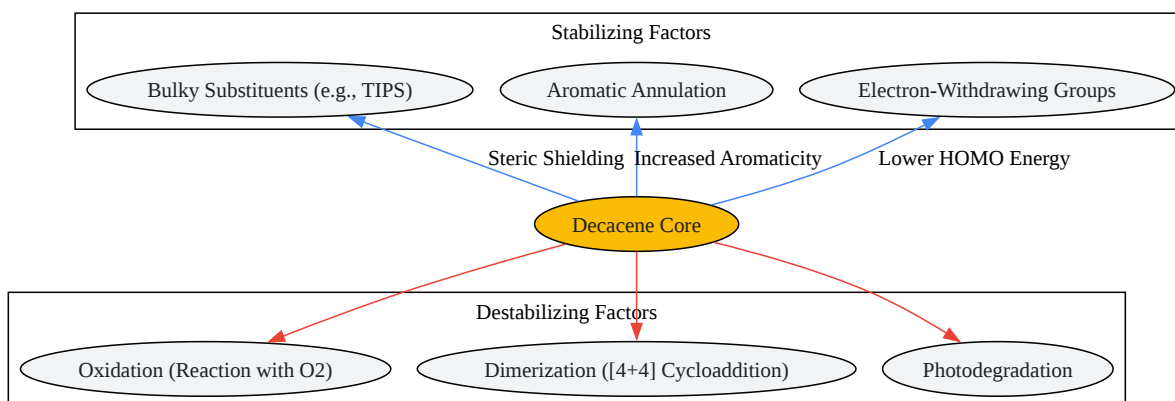 Stabilizing Factors
Bulky Substituents (e.g., TIPS)
Aromatic Annulation
Electron-Withdrawing Groups
Steric Shielding
Increased Aromaticity
Lower HOMO Energy
Decacene Core
Destabilizing Factors
Oxidation (Reaction with O2)
Dimerization ([4+4] Cycloaddition)
Photodegradation